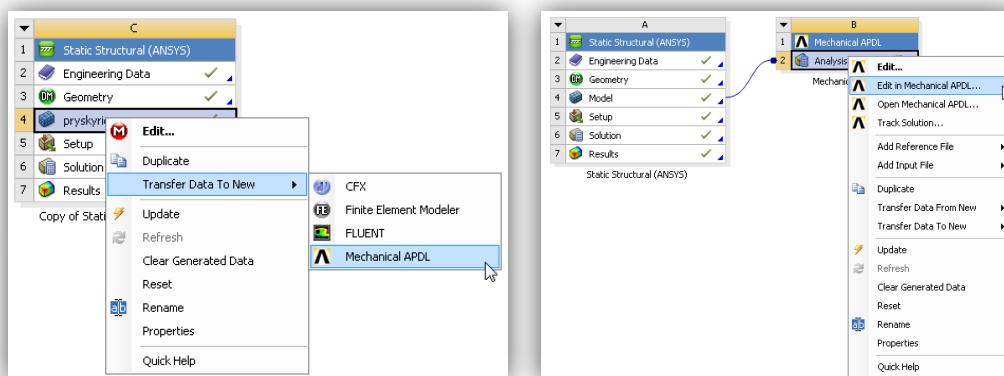 C
1 Static Structural (ANSYS)
2 Engineering Data
3 Geometry
4
5 Setup
6 Solution
7 Results
Copy of
Edit...
Duplicate
Transfer Data To New
Update
Refresh
Clear Generated Data
Reset
Rename
Properties
Quick Help
CFX
Finite Element Modeler
FLUENT
Mechanical APDL
A
1 Static Structural (ANSYS)
2 Engineering Data
3 Geometry
4 Model
5 Setup
6 Solution
7 Results
Static Structural (ANSYS)
B
1 Mechanical APDL
2 Analysis
Edit...
Edit in Mechanical APDL...
Open Mechanical APDL...
Track Solution...
Add Reference File
Add Input File
Duplicate
Transfer Data From New
Transfer Data To New
Update
Refresh
Clear Generated Data
Reset
Rename
Properties
Quick Help